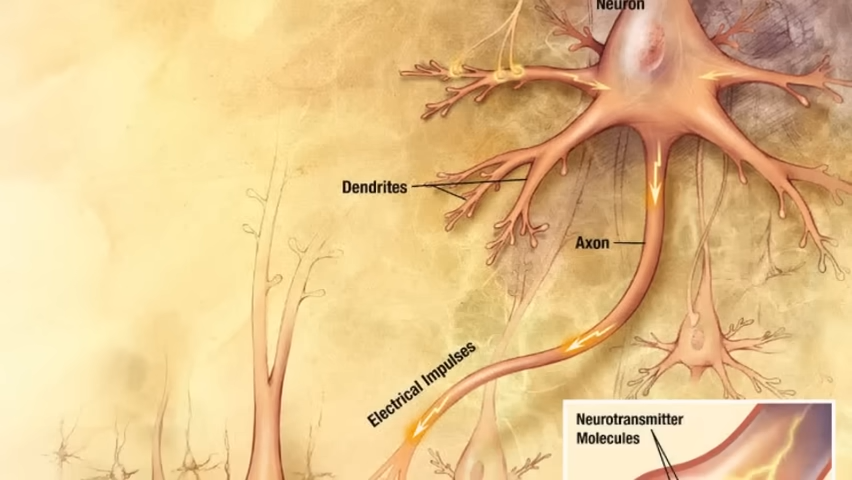 Neuron
Dendrites
Axon
Electrical Impulses
Neurotransmitter
Molecules